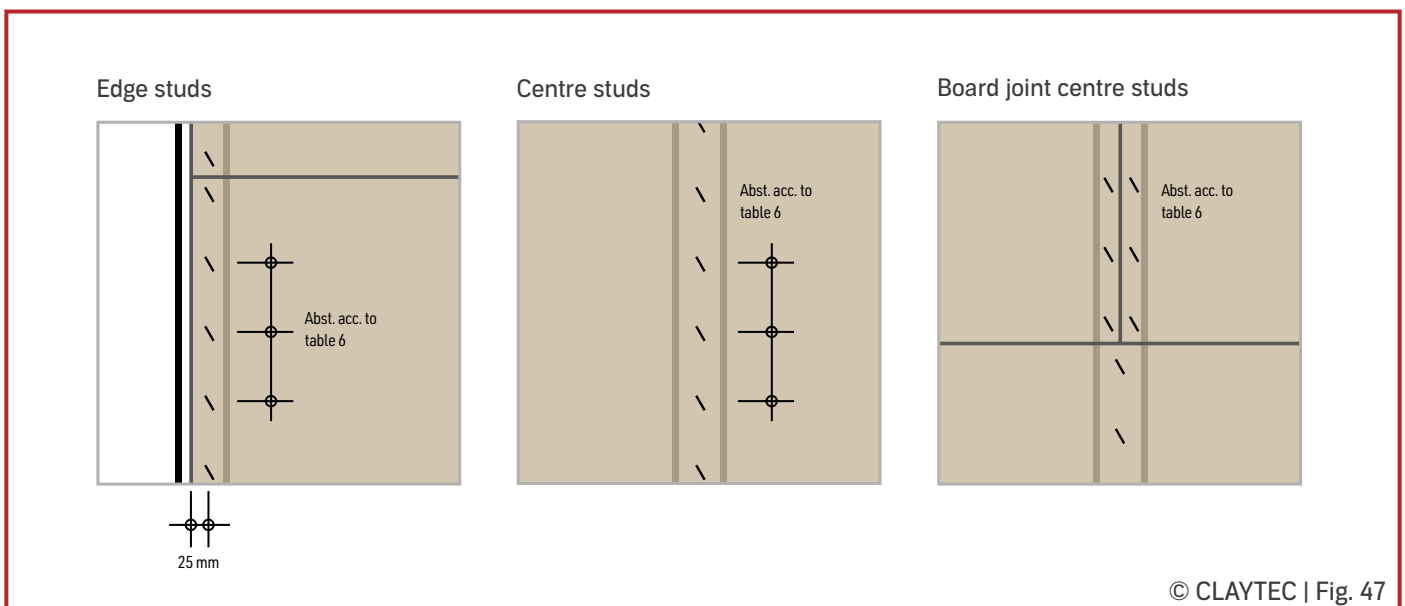 Edge studs
Abst. acc. to
table 6
25 mm
Centre studs
Abst. acc. to
table 6
Board joint centre studs
Abst. acc. to
table 6
© CLAYTEC | Fig. 47